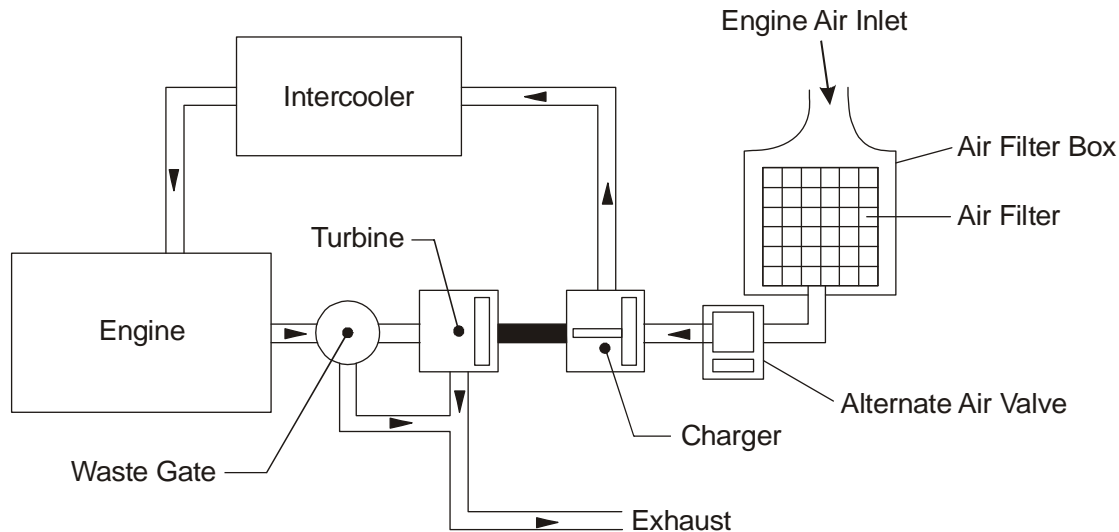 Engine Air Inlet
Intercooler
Air Filter Box
Air Filter
Turbine
Engine
Alternate Air Valve
Charger
Waste Gate
Exhaust